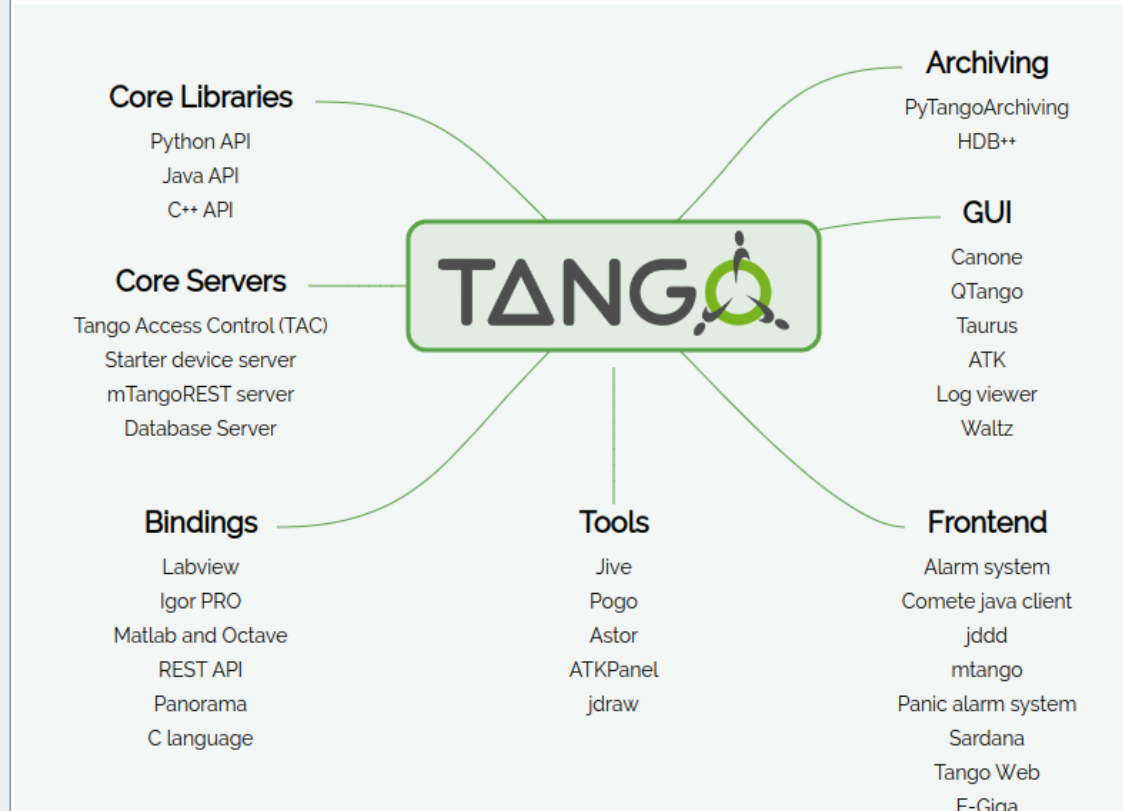 Core Libraries
Python API
Java API
C++ API
Core Servers
Tango Access Control (TAC)
Starter device server
mTangoREST server
Database Server
Bindings
Labview
Igor PRO
Matlab and Octave
REST API
Panorama
C language
TANGO
Tools
Jive
Pogo
Astor
ATKPanel
jdraw
Archiving
PyTangoArchiving
HDB++
GUI
Canone
QTango
Taurus
ATK
Log viewer
Waltz
Frontend
Alarm system
Comete java client
jddd
mtango
Panic alarm system
Sardana
Tango Web
E-Giga